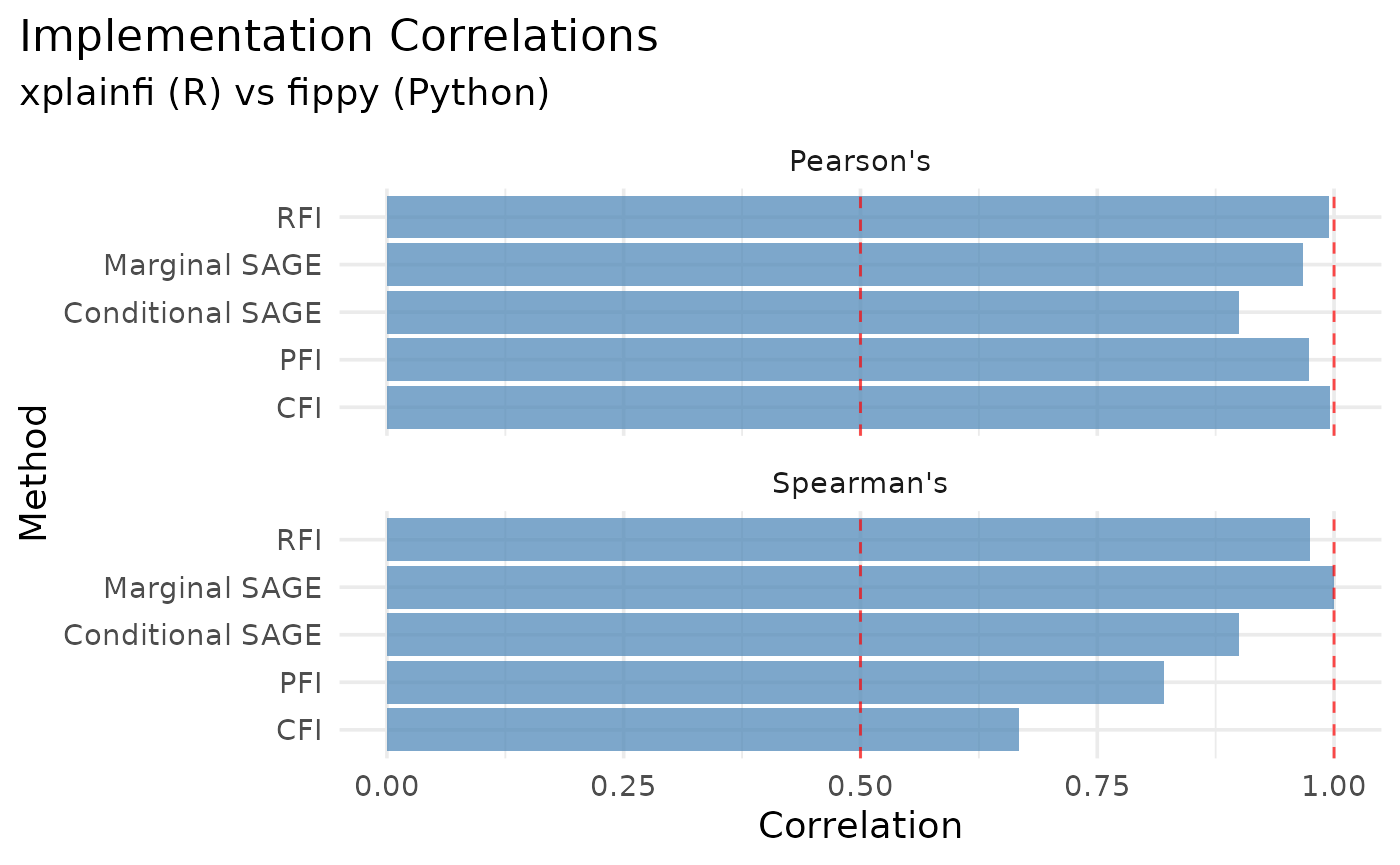 Implementation Correlations
xplainfi (R) vs fippy (Python)
Pearson's
RFI
Marginal SAGE
Conditional SAGE
PFI
CFI
Method
Spearman's
RFI
Marginal SAGE
Conditional SAGE
PFI
CFI
0.00 0.25 0.50 0.75 1.00
Correlation